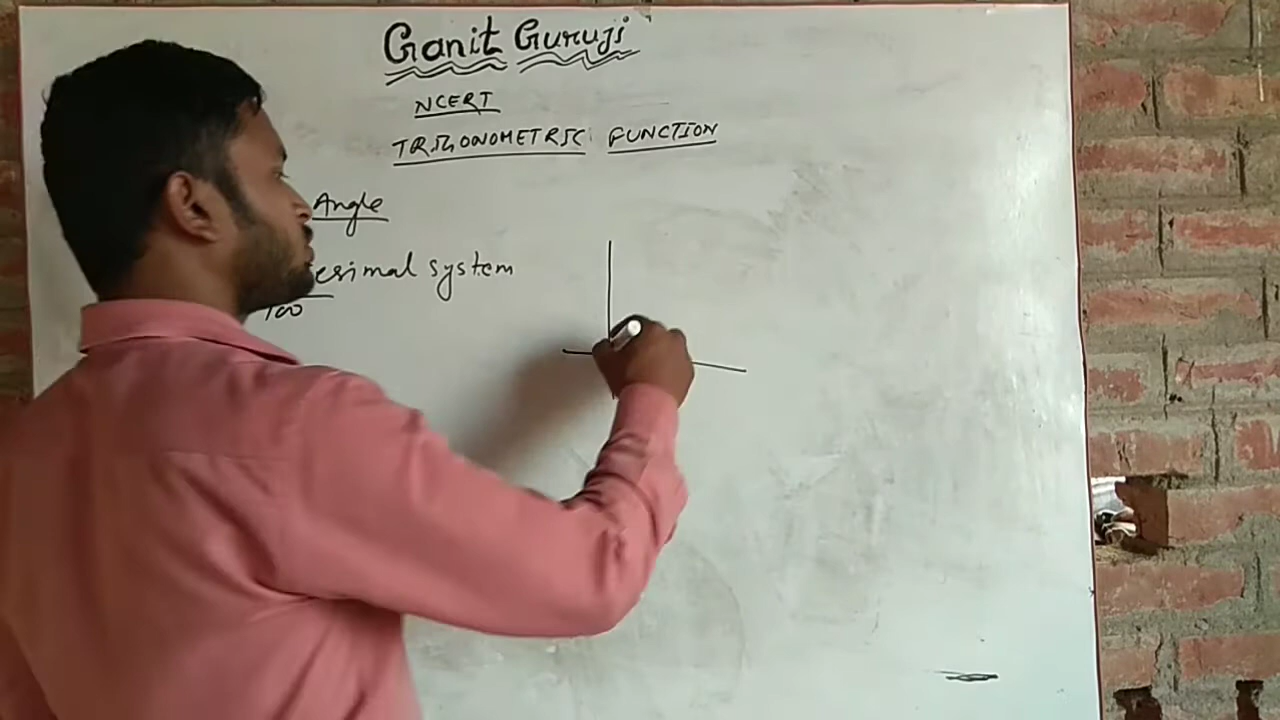 Ganit Guruji
NCERT
TRIGONOMETRIC FUNCTION
Angle
esimal system
100